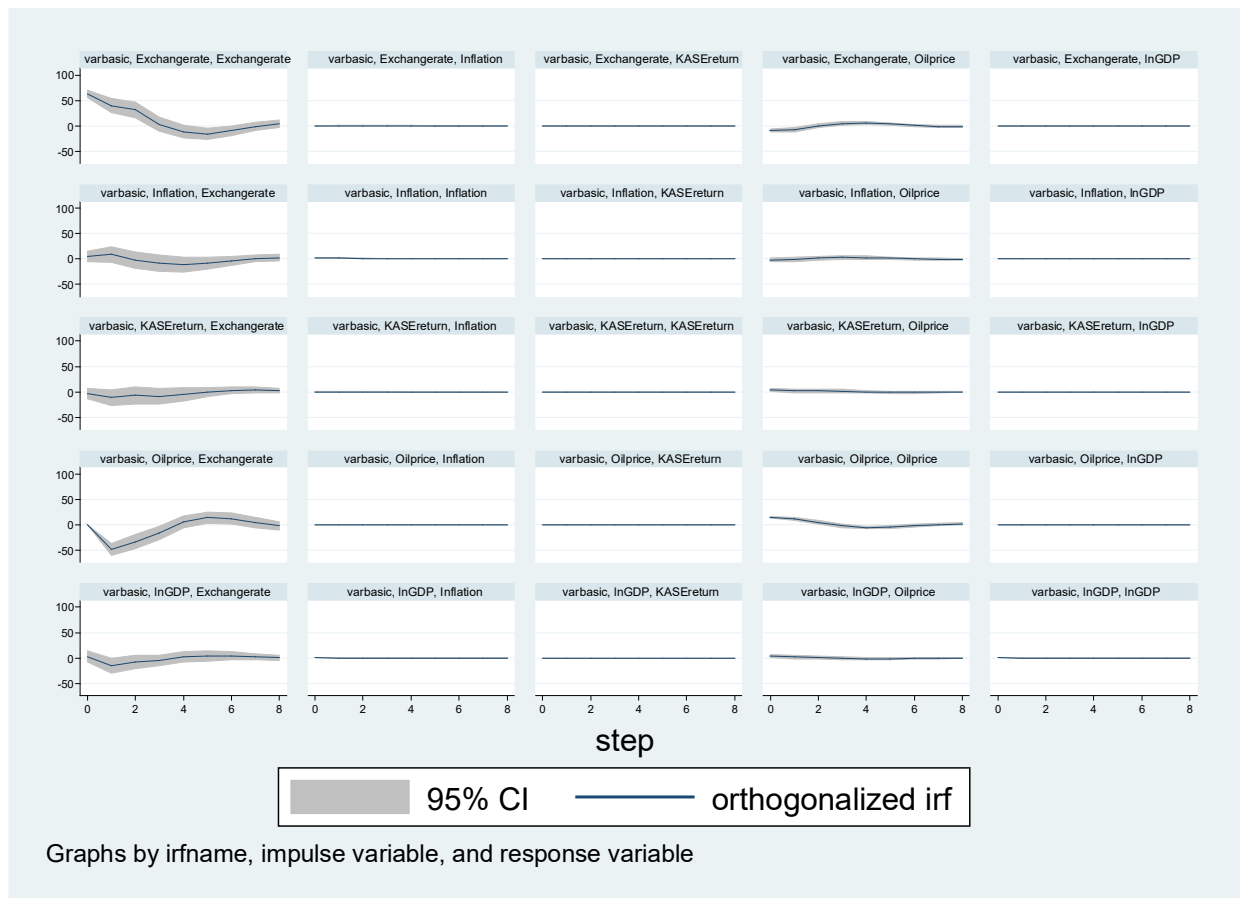 varbasic, Exchangerate, Exchangerate varbasic, Exchangerate, Inflation varbasic, Exchangerate, KASEreturn varbasic, Exchangerate, Oilprice varbasic, Exchangerate, lnGDP
100
50
0
-50
varbasic, Inflation, Exchangerate varbasic, Inflation, Inflation varbasic, Inflation, KASEreturn varbasic, Inflation, Oilprice varbasic, Inflation, lnGDP
100
50
0
-50
varbasic, KASEreturn, Exchangerate varbasic, KASEreturn, Inflation varbasic, KASEreturn, KASEreturn varbasic, KASEreturn, Oilprice varbasic, KASEreturn, lnGDP
100
50
0
-50
varbasic, Oilprice, Exchangerate varbasic, Oilprice, Inflation varbasic, Oilprice, KASEreturn varbasic, Oilprice, Oilprice varbasic, Oilprice, lnGDP
100
50
0
-50
varbasic, lnGDP, Exchangerate varbasic, lnGDP, Inflation varbasic, lnGDP, KASEreturn varbasic, lnGDP, Oilprice varbasic, lnGDP, lnGDP
100
50
0
-50
0 2 4 6 8 0 2 4 6 8 0 2 4 6 8 0 2 4 6 8 0 2 4 6 8
step
95% CI orthogonalized irf
Graphs by irfname, impulse variable, and response variable